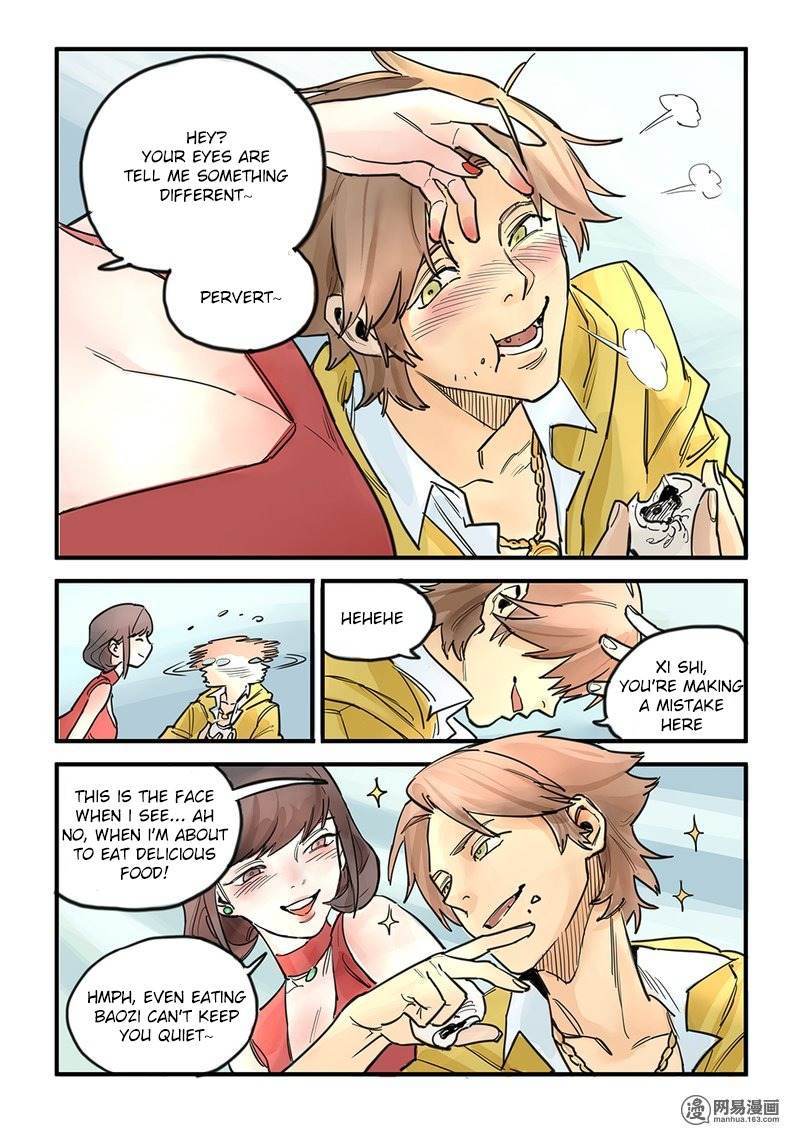 HEY?
YOUR EYES ARE
TELL ME SOMETHING
DIFFERENT~
PERVERT~
HEHEHE
XI SHI,
YOU'RE MAKING
A MISTAKE
HERE
THIS IS THE FACE
WHEN I SEE... AH
NO, WHEN I'M ABOUT
TO EAT DELICIOUS
FOOD!
HMPH, EVEN EATING
BAOZI CAN'T KEEP
YOU QUIET~
漫 网易漫画
manhua.163.com